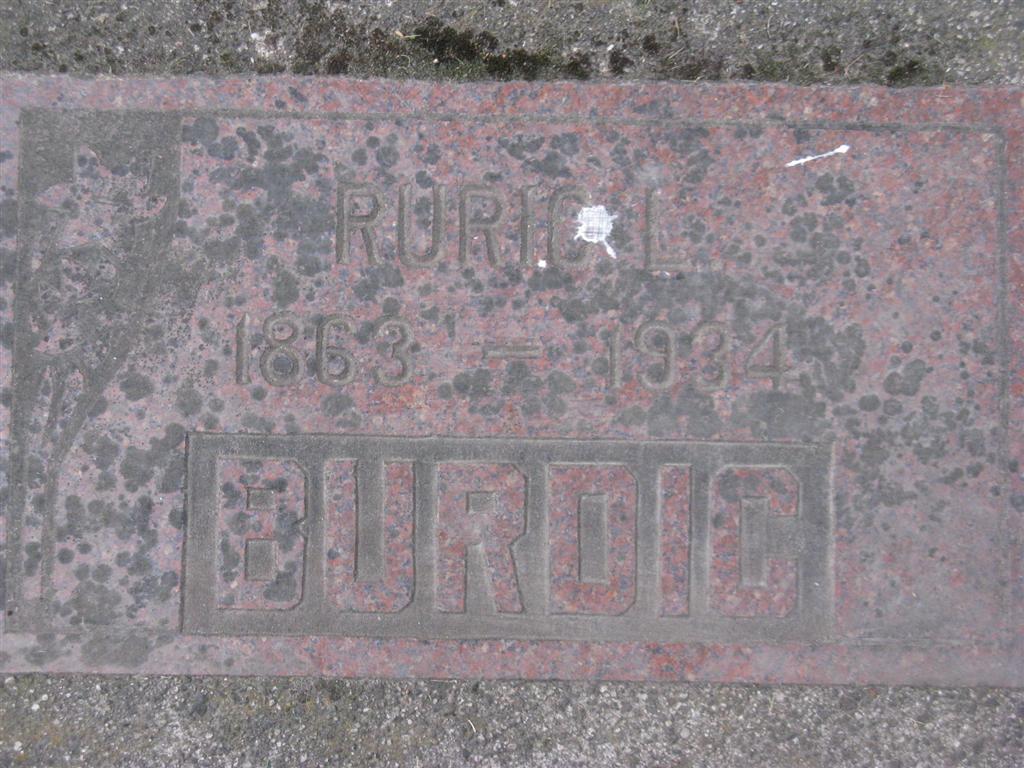 RURIC L.
1863 = 1934
BURDIC